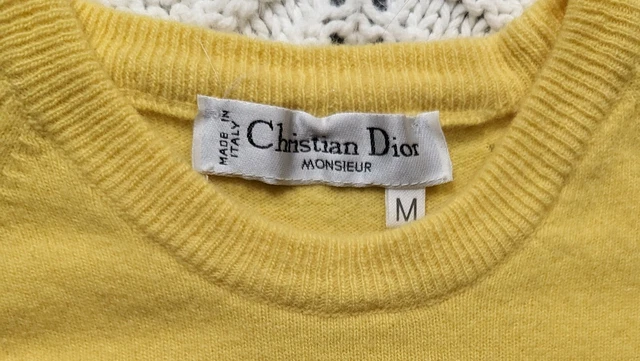 MADE IN
ITALY
Christian Dior
MONSIEUR
M